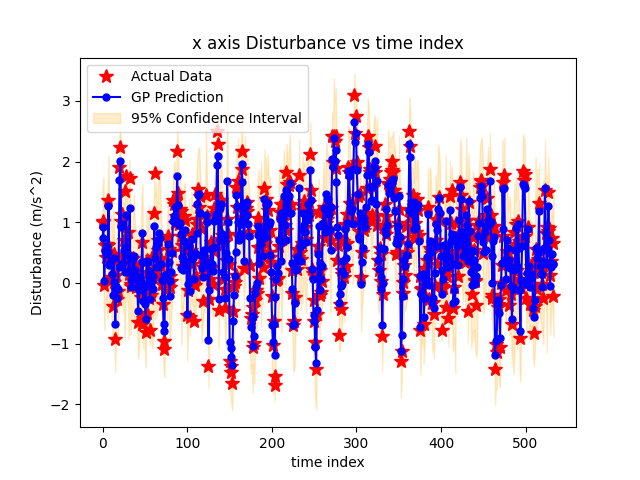 x axis Disturbance vs time index
Actual Data
GP Prediction
95% Confidence Interval
Disturbance (m/s^2)
3
2
1
0
−1
−2
0 100 200 300 400 500
time index